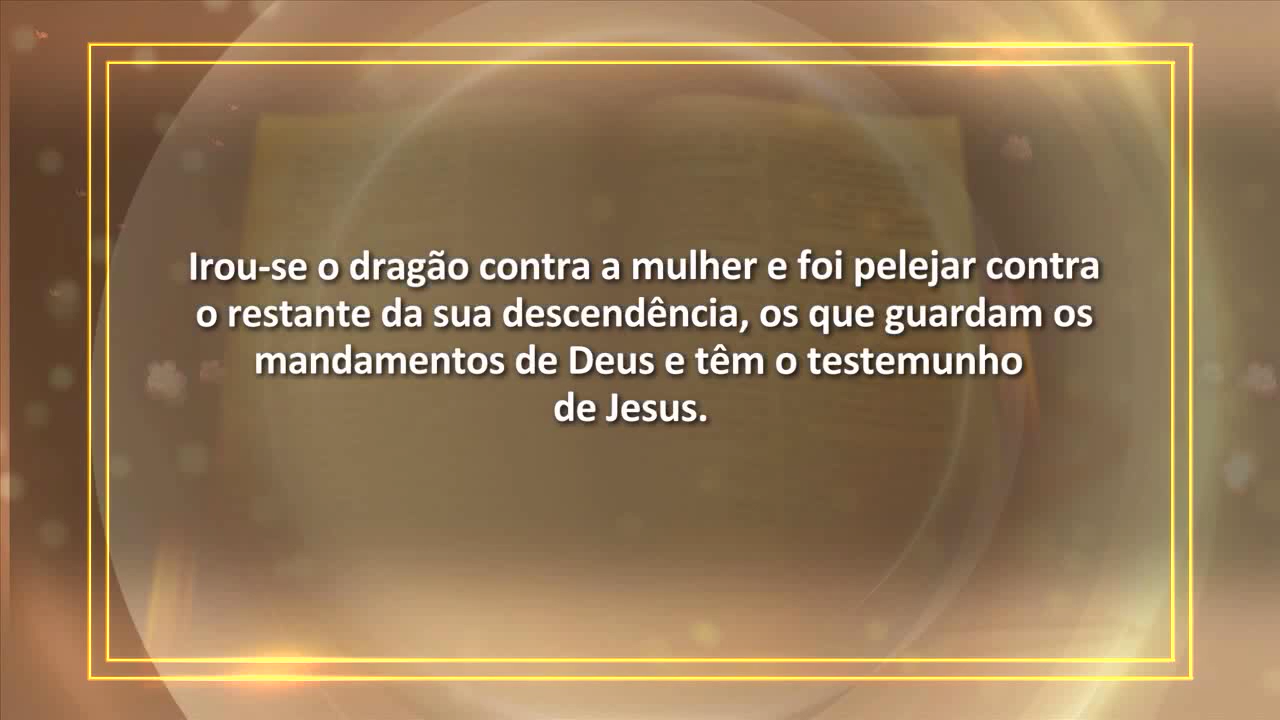 Irou-se o dragão contra a mulher e foi pelejar contra
o restante da sua descendência, os que guardam os
mandamentos de Deus e têm o testemunho
de Jesus.